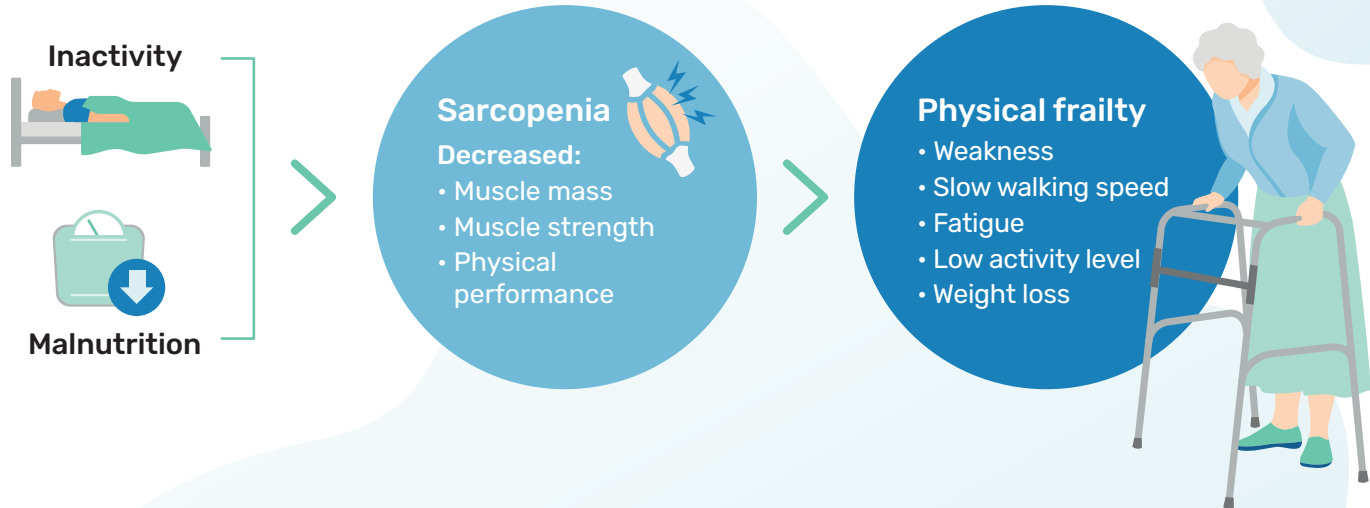 Inactivity
Malnutrition
Sarcopenia
Decreased:
• Muscle mass
• Muscle strength
• Physical
performance
Physical frailty
• Weakness
• Slow walking speed
• Fatigue
• Low activity level
• Weight loss